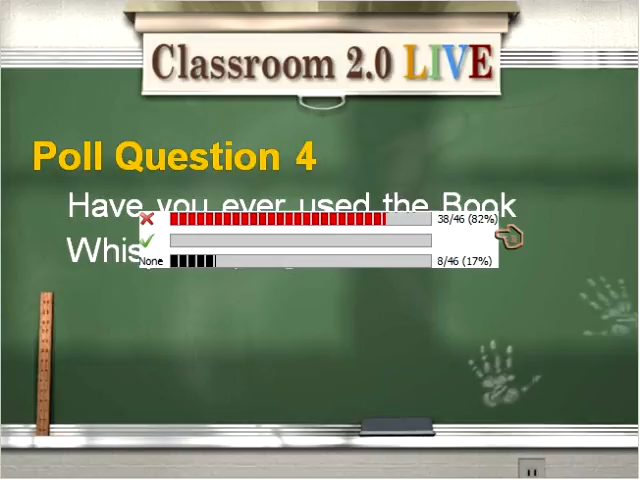 Classroom 2.0 LIVE
Poll Question 4
Have you ever used the Book
38/46 (82%)
None 8/46 (17%)